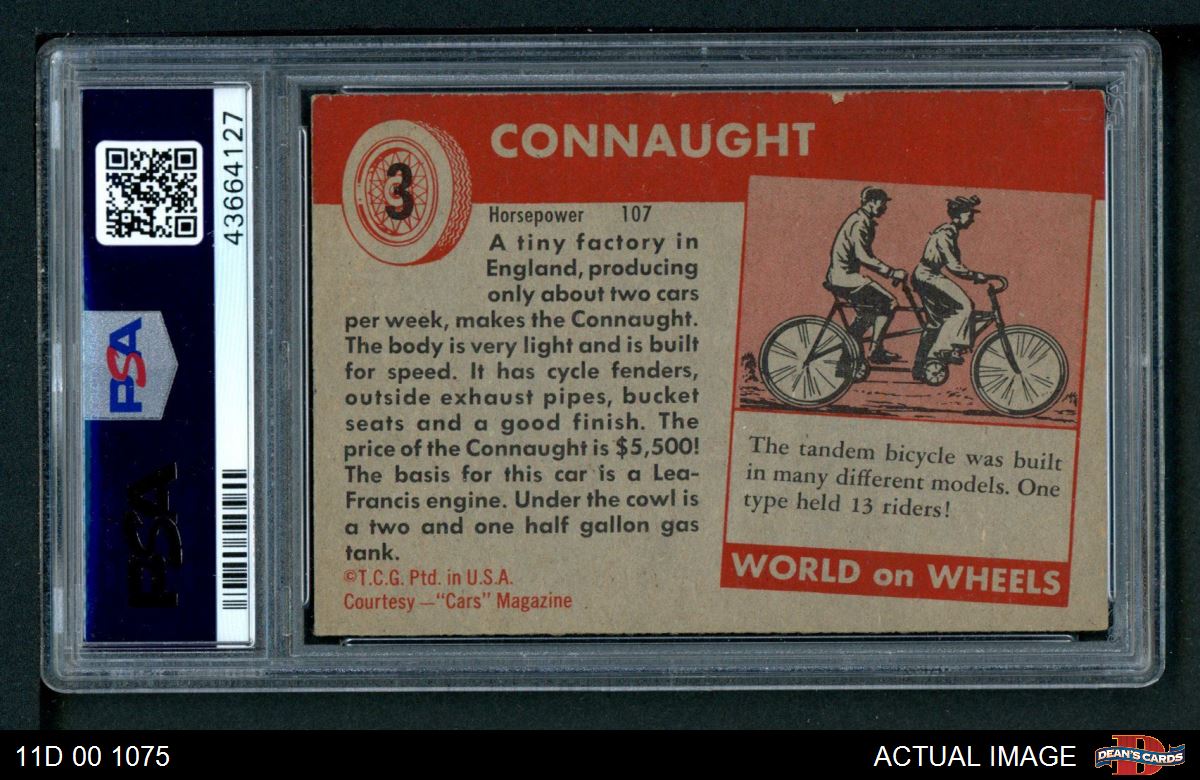 43664127
PSA
PSA
3
CONNAUGHT
Horsepower 107
A tiny factory in
England, producing
only about two cars
per week, makes the Connaught.
The body is very light and is built
for speed. It has cycle fenders,
outside exhaust pipes, bucket
seats and a good finish. The
price of the Connaught is $5,500!
The basis for this car is a Lea-
Francis engine. Under the cowl is
a two and one half gallon gas
tank.
©T.C.G. Ptd. in U.S.A.
Courtesy —"Cars" Magazine
The tandem bicycle was built
in many different models. One
type held 13 riders!
WORLD on WHEELS
11D 00 1075
ACTUAL IMAGE
DEAN'S CARDS